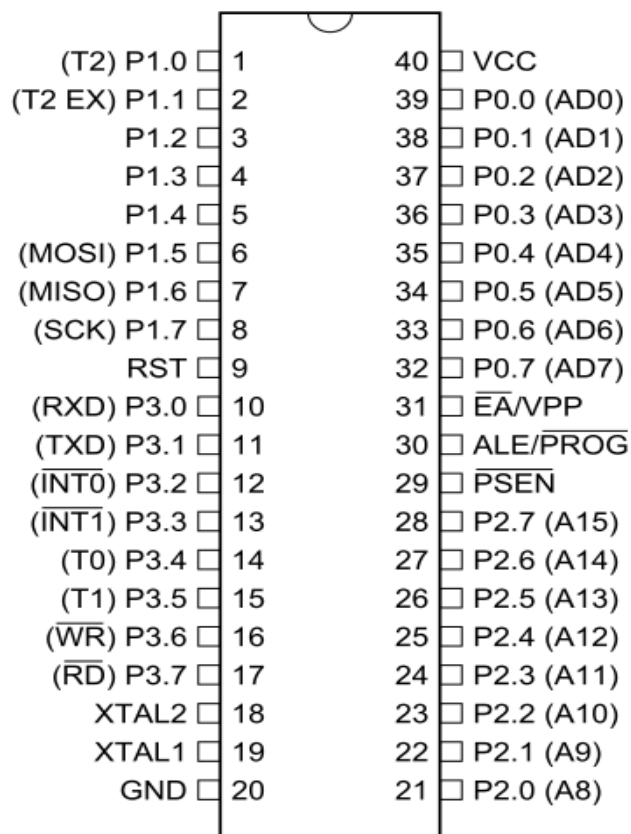 (T2) P1.0 1 40 VCC
(T2 EX) P1.1 2 39 P0.0 (AD0)
P1.2 3 38 P0.1 (AD1)
P1.3 4 37 P0.2 (AD2)
P1.4 5 36 P0.3 (AD3)
(MOSI) P1.5 6 35 P0.4 (AD4)
(MISO) P1.6 7 34 P0.5 (AD5)
(SCK) P1.7 8 33 P0.6 (AD6)
RST 9 32 P0.7 (AD7)
(RXD) P3.0 10 31 E̅A̅/VPP
(TXD) P3.1 11 30 ALE/P̅R̅O̅G̅
(I̅N̅T̅0̅) P3.2 12 29 P̅S̅E̅N̅
(I̅N̅T̅1̅) P3.3 13 28 P2.7 (A15)
(T0) P3.4 14 27 P2.6 (A14)
(T1) P3.5 15 26 P2.5 (A13)
(W̅R̅) P3.6 16 25 P2.4 (A12)
(R̅D̅) P3.7 17 24 P2.3 (A11)
XTAL2 18 23 P2.2 (A10)
XTAL1 19 22 P2.1 (A9)
GND 20 21 P2.0 (A8)